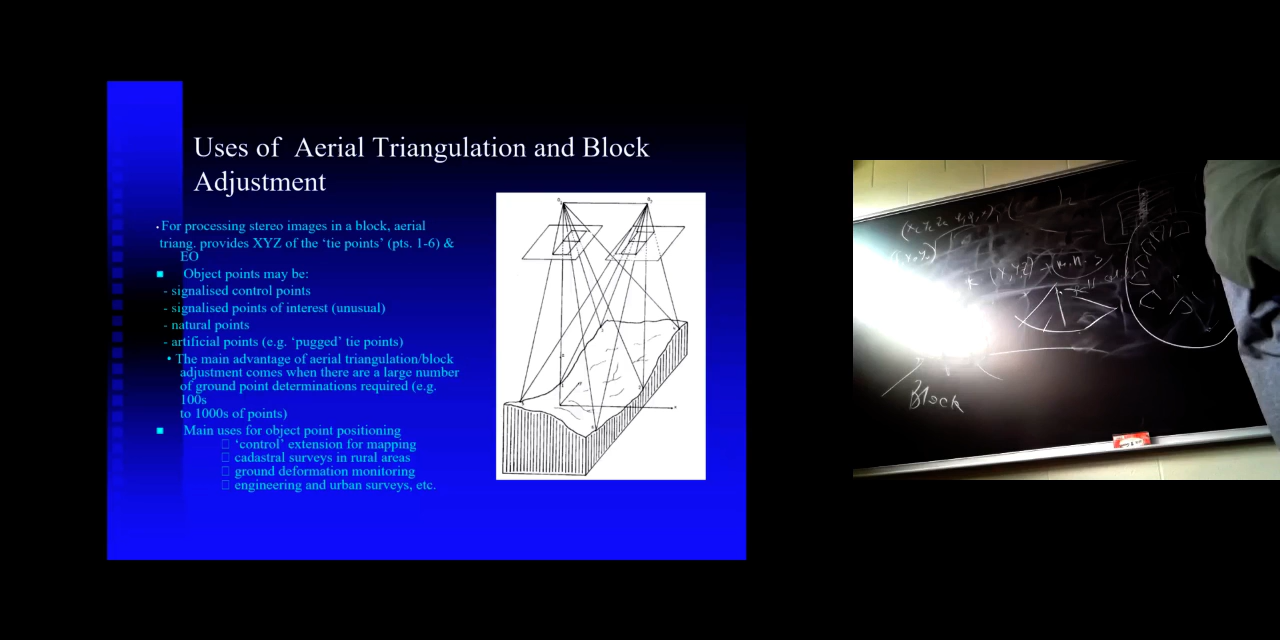 Uses of Aerial Triangulation and Block
Adjustment
• For processing stereo images in a block, aerial
triang. provides XYZ of the ‘tie points’ (pts. 1-6) &
EO
■ Object points may be:
- signalised control points
- signalised points of interest (unusual)
- natural points
- artificial points (e.g. ‘pugged’ tie points)
• The main advantage of aerial triangulation/block
adjustment comes when there are a large number
of ground point determinations required (e.g.
100s
to 1000s of points)
■ Main uses for object point positioning
‘control’ extension for mapping
cadastral surveys in rural areas
ground deformation monitoring
engineering and urban surveys, etc.
Block